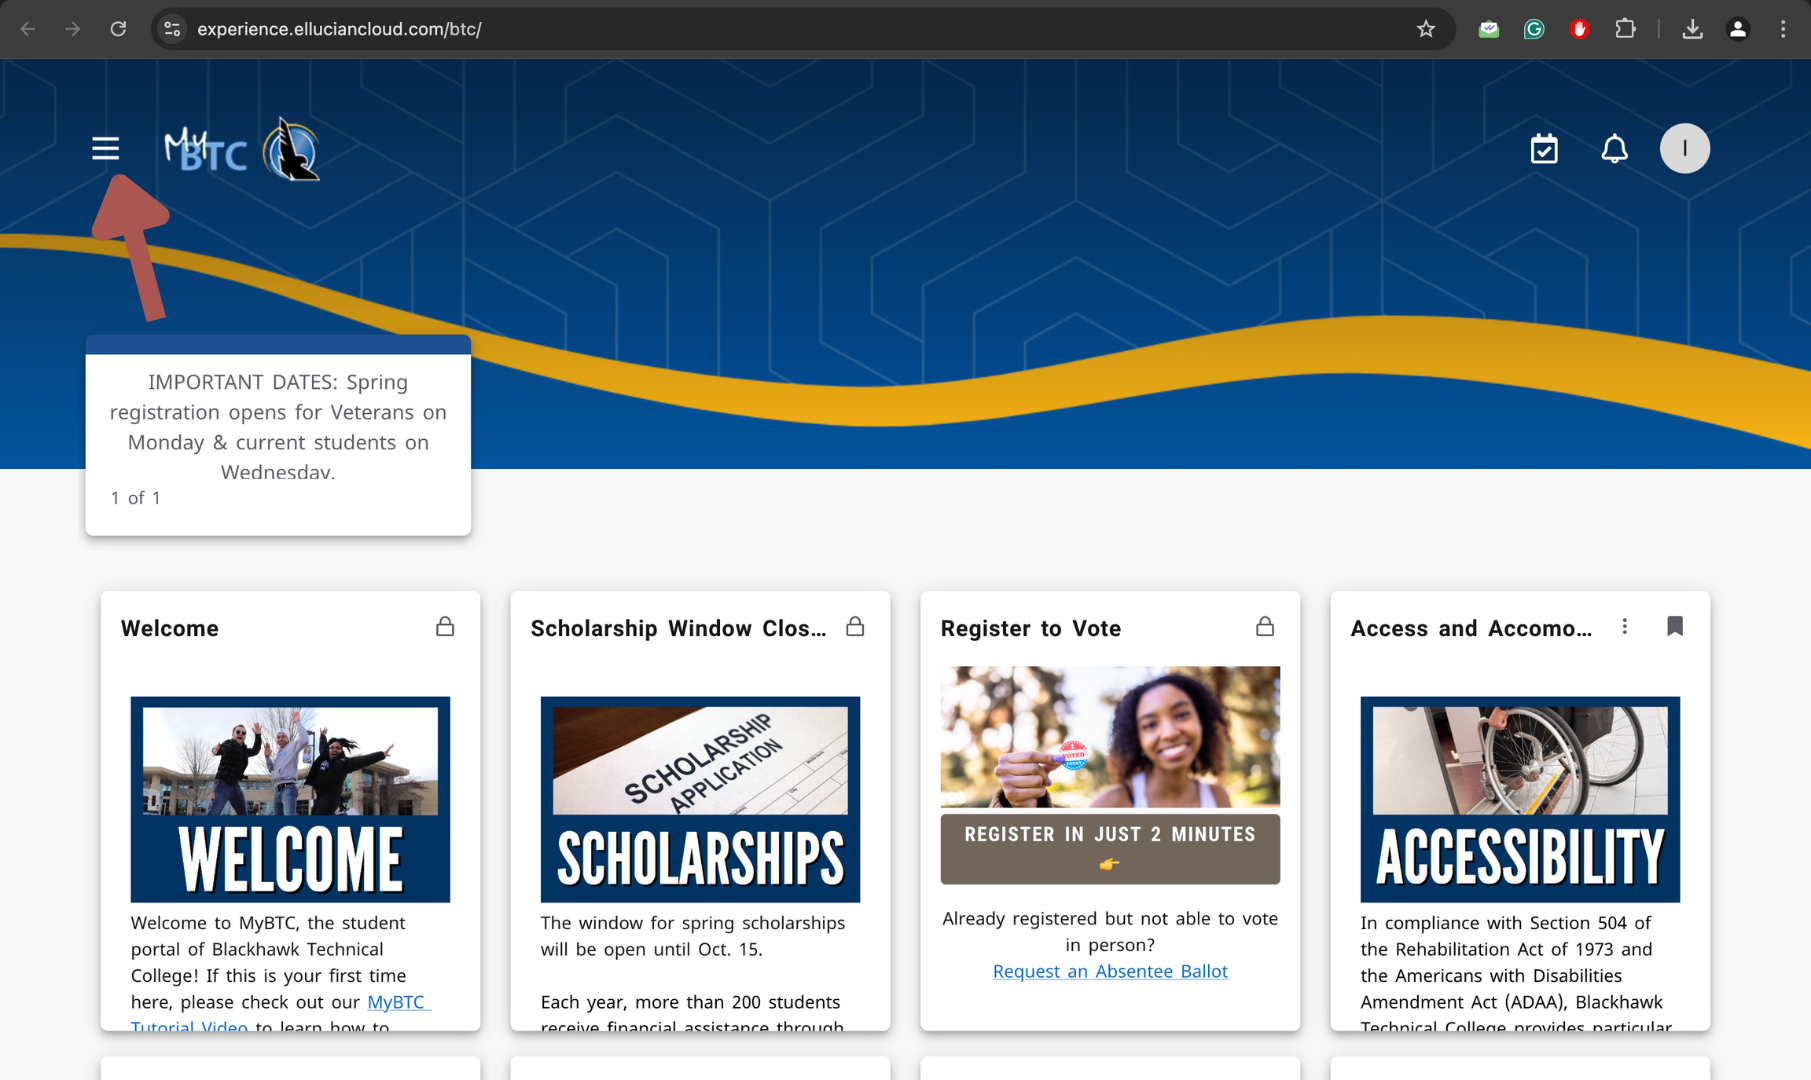 experience.elluciancloud.com/btc/
My
BTC
I
IMPORTANT DATES: Spring
registration opens for Veterans on
Monday & current students on
Wednesday.
1 of 1
Welcome
WELCOME
Welcome to MyBTC, the student
portal of Blackhawk Technical
College! If this is your first time
here, please check out our MyBTC
Tutorial Video to learn how to
Scholarship Window Clos...
SCHOLARSHIP
APPLICATION
SCHOLARSHIPS
The window for spring scholarships
will be open until Oct. 15.
Each year, more than 200 students
receive financial assistance through
Register to Vote
I
VOTED
REGISTER IN JUST 2 MINUTES
👉
Already registered but not able to vote
in person?
Request an Absentee Ballot
Access and Accomo...
ACCESSIBILITY
In compliance with Section 504 of
the Rehabilitation Act of 1973 and
the Americans with Disabilities
Amendment Act (ADAA), Blackhawk
Technical College provides particular